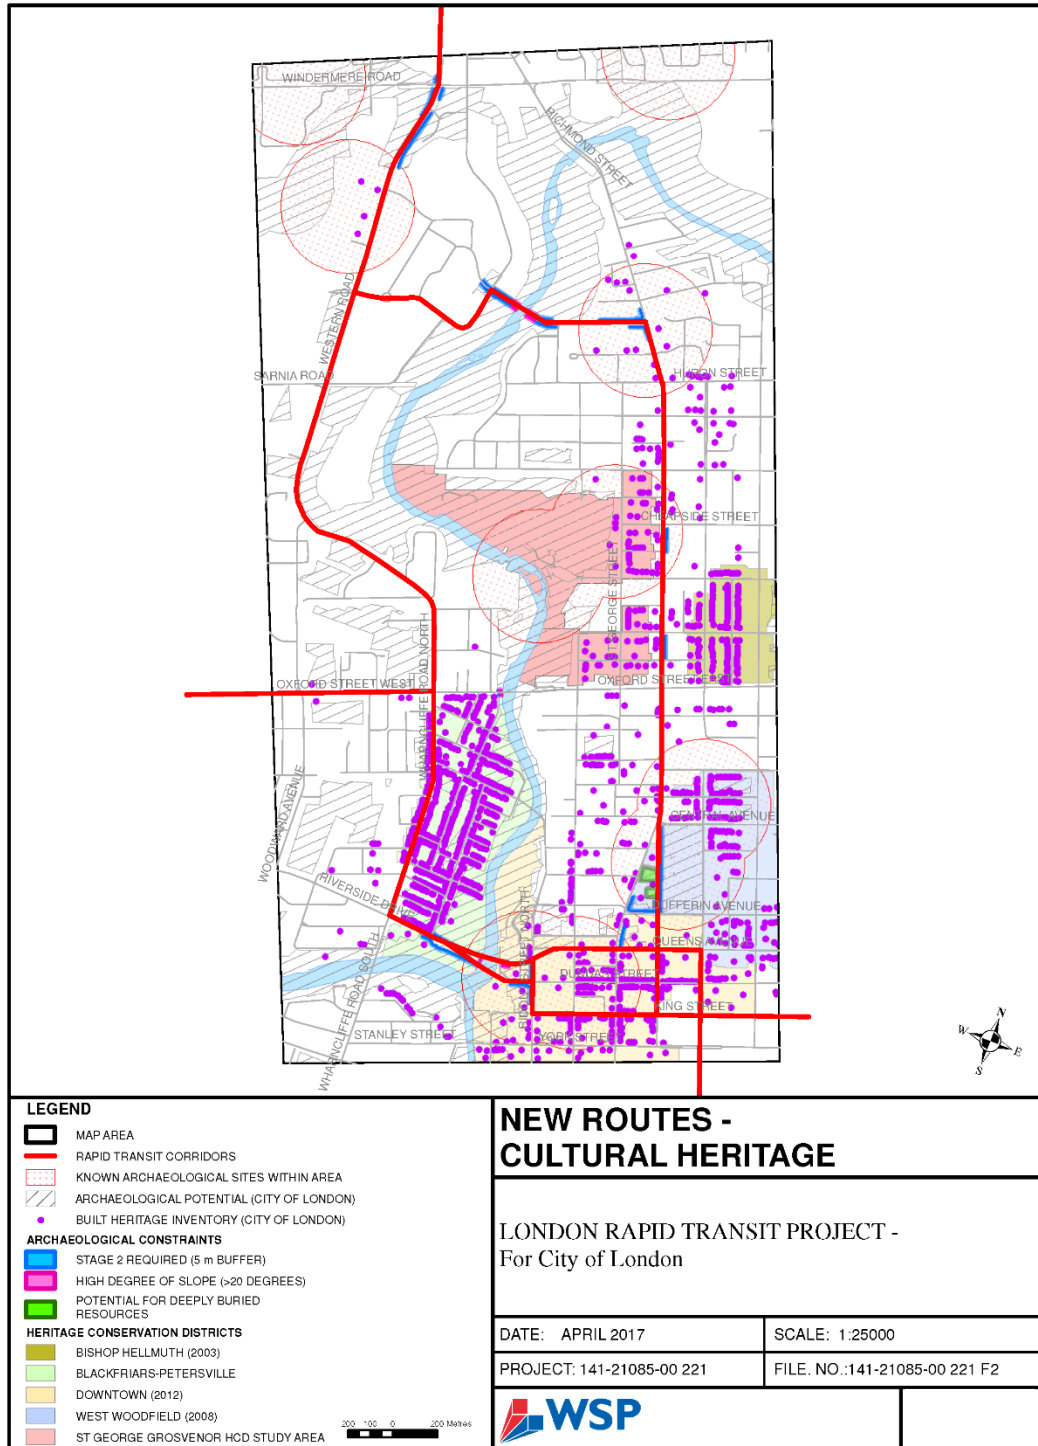 WINDERMERE ROAD
RICHMOND STREET
WESTERN ROAD
SARNIA ROAD
HURON STREET
CHEAPSIDE STREET
ST GEORGE STREET
WHARNCLIFFE ROAD NORTH
OXFORD STREET WEST
OXFORD STREET EAST
WOODWARD AVENUE
CENTRAL AVENUE
RIVERSIDE DRIVE
DUFFERIN AVENUE
QUEENS AVENUE
RIDOUT STREET NORTH
DUNDAS STREET
WHARNCLIFFE ROAD SOUTH
KING STREET
STANLEY STREET
YORK STREET
N
W
E
S
LEGEND
MAP AREA
RAPID TRANSIT CORRIDORS
KNOWN ARCHAEOLOGICAL SITES WITHIN AREA
ARCHAEOLOGICAL POTENTIAL (CITY OF LONDON)
BUILT HERITAGE INVENTORY (CITY OF LONDON)
ARCHAEOLOGICAL CONSTRAINTS
STAGE 2 REQUIRED (5 m BUFFER)
HIGH DEGREE OF SLOPE (>20 DEGREES)
POTENTIAL FOR DEEPLY BURIED
RESOURCES
HERITAGE CONSERVATION DISTRICTS
BISHOP HELLMUTH (2003)
BLACKFRIARS-PETERSVILLE
DOWNTOWN (2012)
WEST WOODFIELD (2008)
ST GEORGE GROSVENOR HCD STUDY AREA
200 100 0 200 Metres
NEW ROUTES -
CULTURAL HERITAGE
LONDON RAPID TRANSIT PROJECT -
For City of London
DATE: APRIL 2017
SCALE: 1:25000
PROJECT: 141-21085-00 221
FILE. NO.:141-21085-00 221 F2
WSP